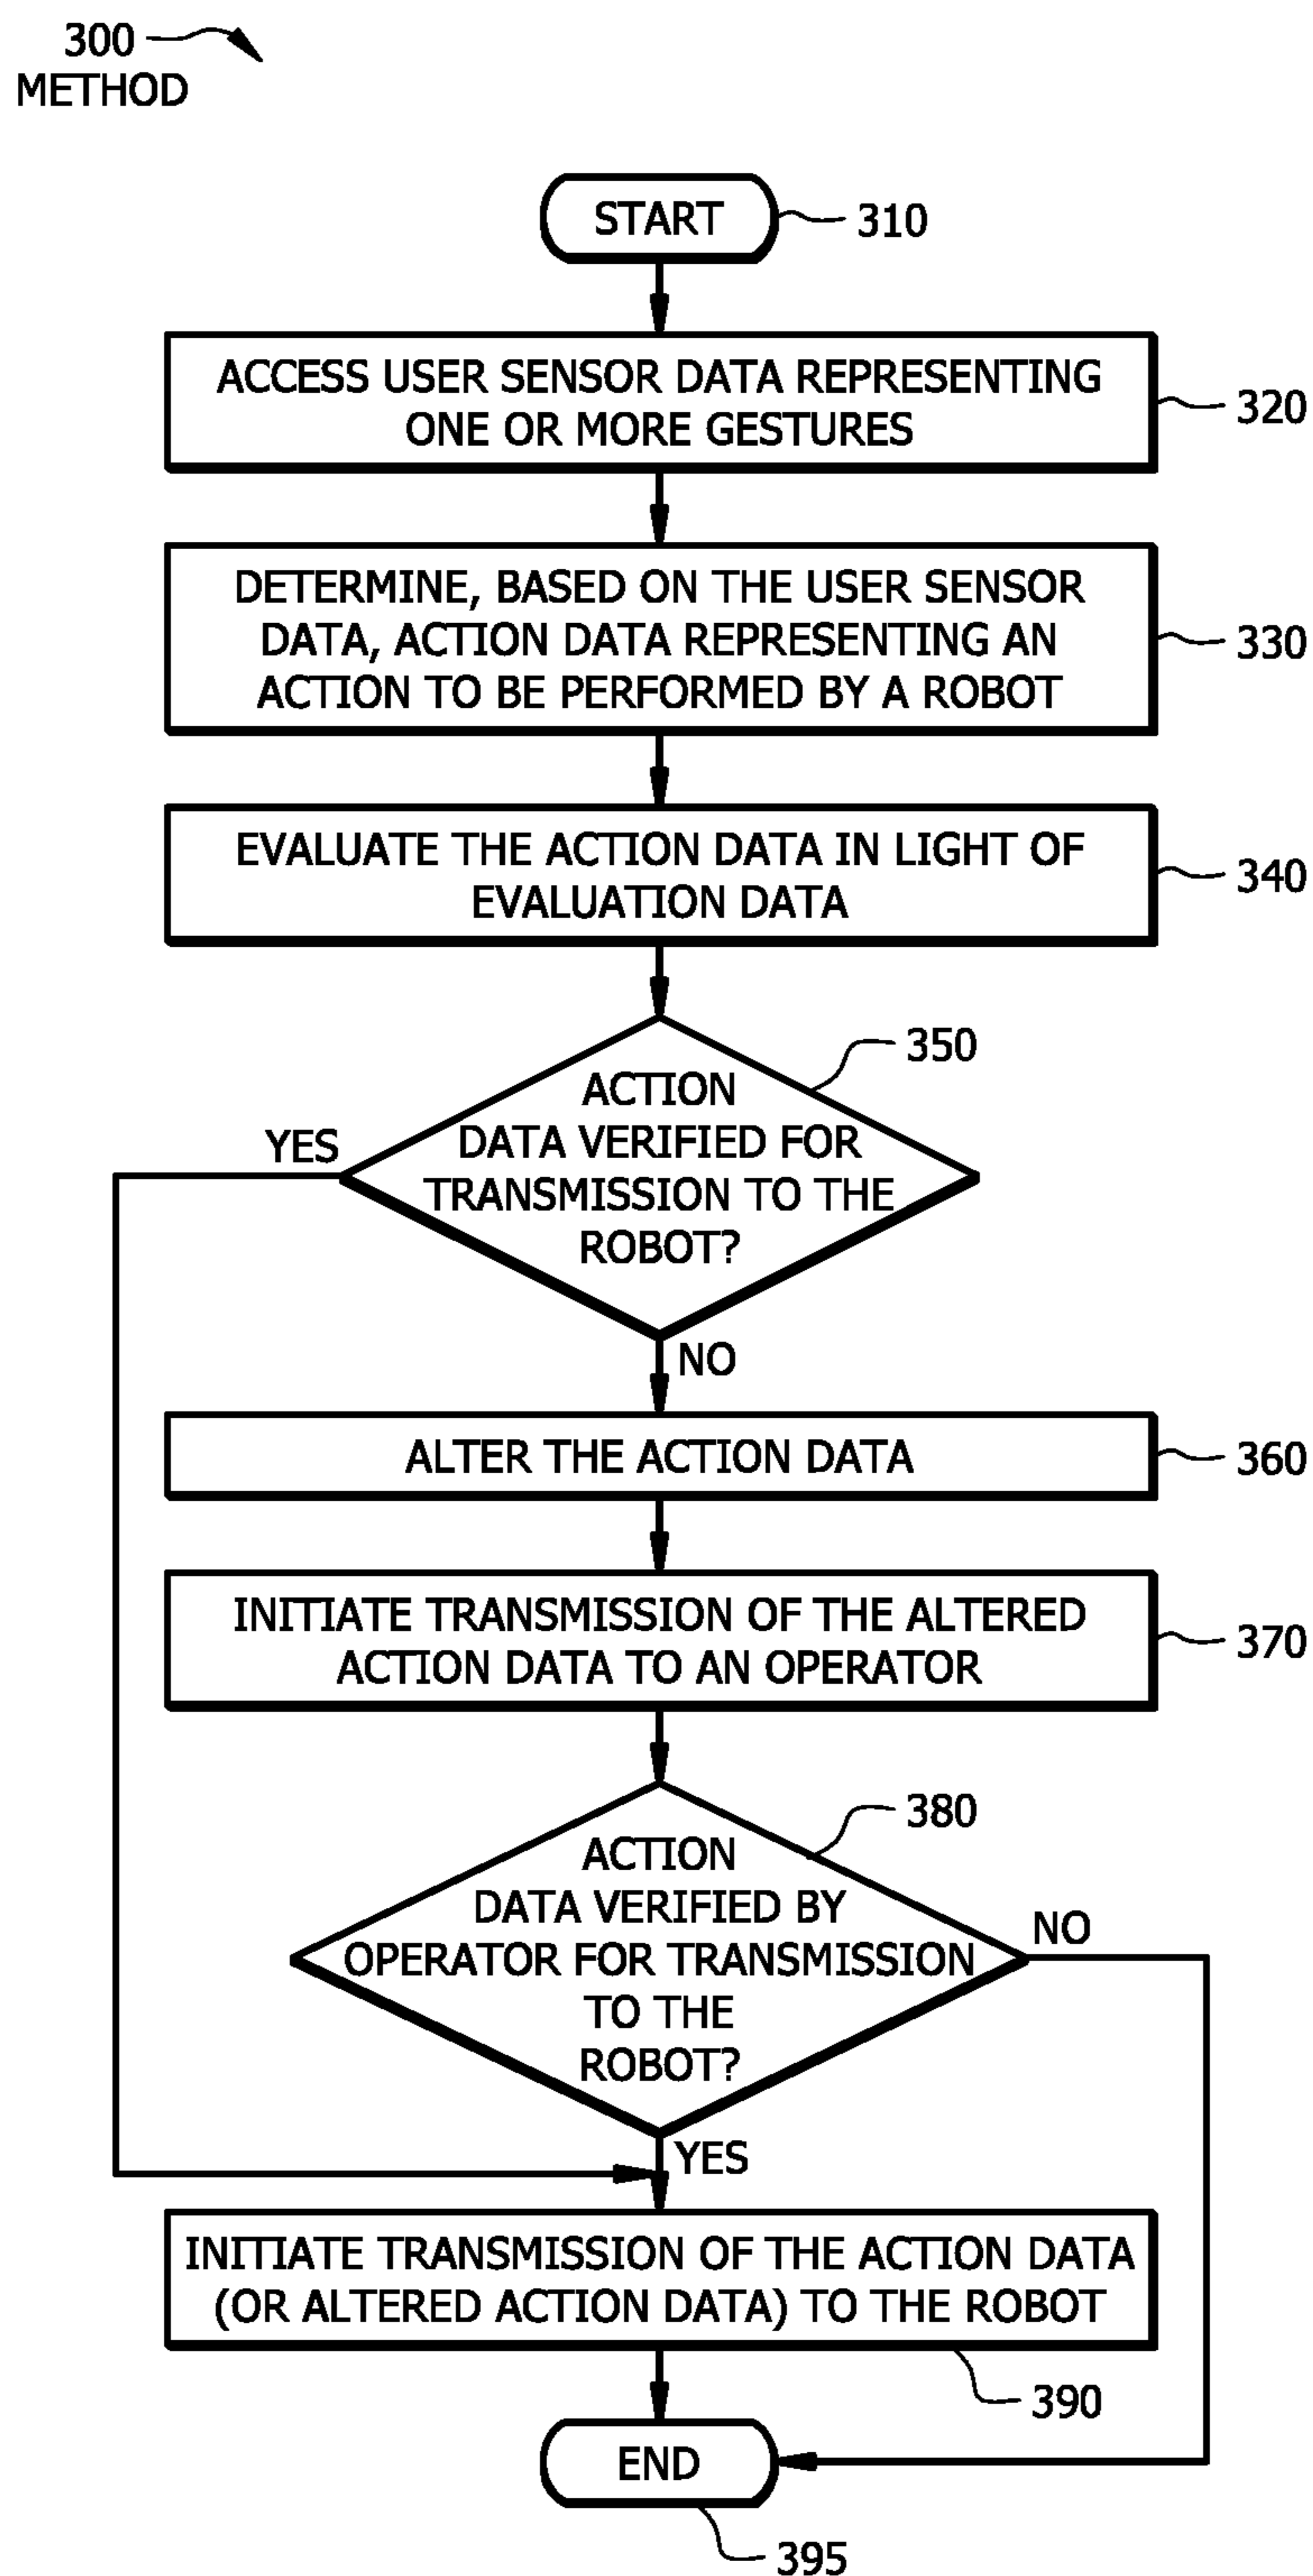 300
METHOD
START
310
ACCESS USER SENSOR DATA REPRESENTING
ONE OR MORE GESTURES
320
DETERMINE, BASED ON THE USER SENSOR
DATA, ACTION DATA REPRESENTING AN
ACTION TO BE PERFORMED BY A ROBOT
330
EVALUATE THE ACTION DATA IN LIGHT OF
EVALUATION DATA
340
350
ACTION
DATA VERIFIED FOR
TRANSMISSION TO THE
ROBOT?
YES
NO
ALTER THE ACTION DATA
360
INITIATE TRANSMISSION OF THE ALTERED
ACTION DATA TO AN OPERATOR
370
380
ACTION
DATA VERIFIED BY
OPERATOR FOR TRANSMISSION
TO THE
ROBOT?
NO
YES
INITIATE TRANSMISSION OF THE ACTION DATA
(OR ALTERED ACTION DATA) TO THE ROBOT
390
END
395